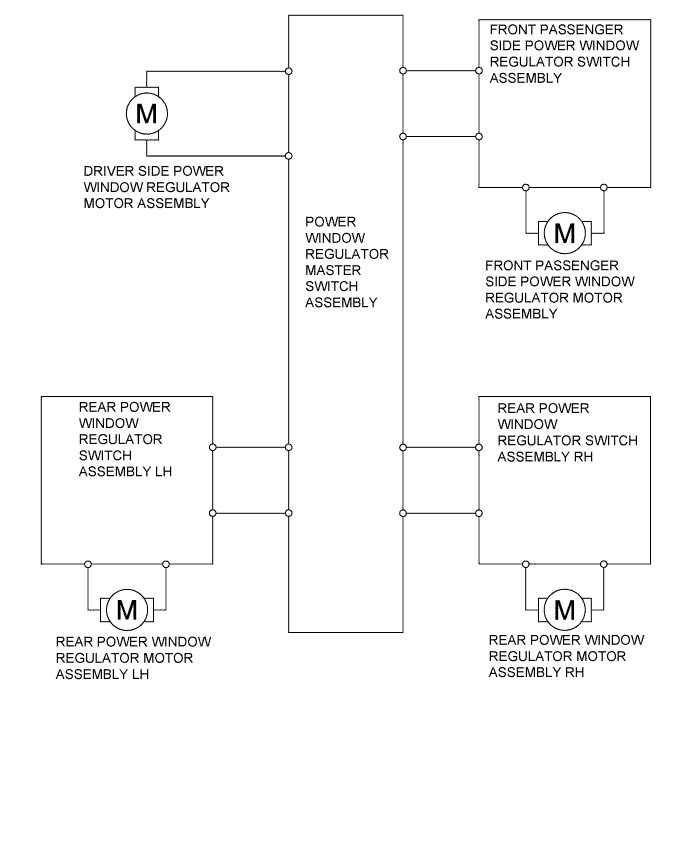 FRONT PASSENGER
SIDE POWER WINDOW
REGULATOR SWITCH
ASSEMBLY
M
DRIVER SIDE POWER
WINDOW REGULATOR
MOTOR ASSEMBLY
POWER
WINDOW
REGULATOR
MASTER
SWITCH
ASSEMBLY
M
FRONT PASSENGER
SIDE POWER WINDOW
REGULATOR MOTOR
ASSEMBLY
REAR POWER
WINDOW
REGULATOR
SWITCH
ASSEMBLY LH
REAR POWER
WINDOW
REGULATOR SWITCH
ASSEMBLY RH
M
REAR POWER WINDOW
REGULATOR MOTOR
ASSEMBLY LH
M
REAR POWER WINDOW
REGULATOR MOTOR
ASSEMBLY RH